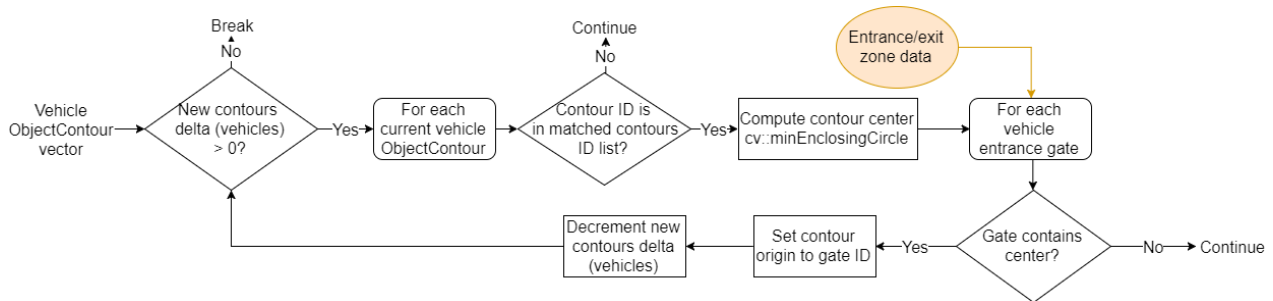 Vehicle
ObjectContour
vector
Break
No
New contours
delta (vehicles)
> 0?
Yes
For each
current vehicle
ObjectContour
Continue
No
Contour ID is
in matched contours
ID list?
Yes
Compute contour center
cv::minEnclosingCircle
Entrance/exit
zone data
For each
vehicle
entrance gate
Gate contains
center?
No
Continue
Yes
Set contour
origin to gate ID
Decrement new
contours delta
(vehicles)